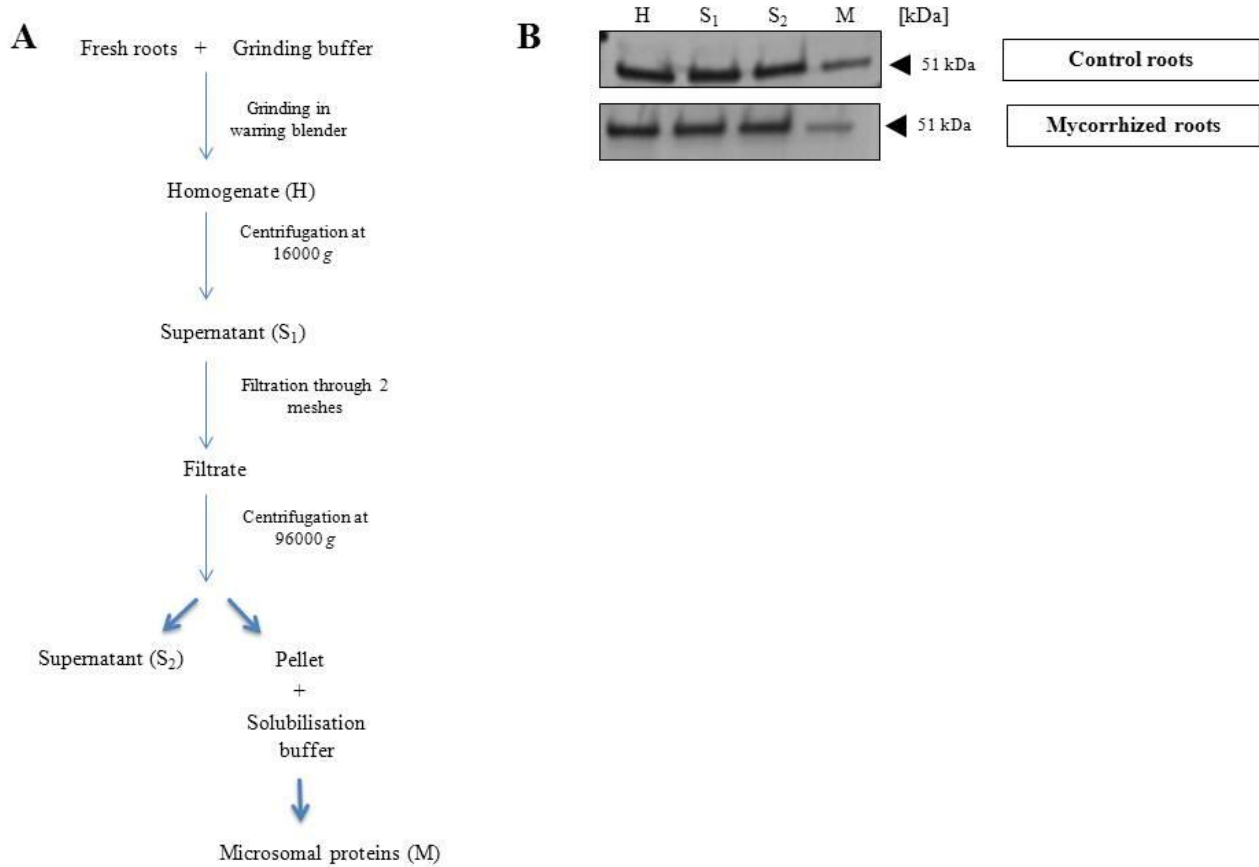 A
Fresh roots + Grinding buffer
Grinding in
warring blender
Homogenate (H)
Centrifugation at
16000 g
Supernatant (S₁)
Filtration through 2
meshes
Filtrate
Centrifugation at
96000 g
Supernatant (S₂)
Pellet
+
Solubilisation
buffer
Microsomal proteins (M)
B
H S₁ S₂ M [kDa]
51 kDa Control roots
51 kDa Mycorrhized roots